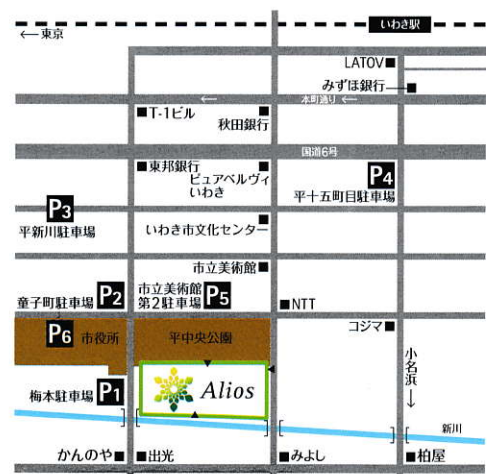 いわき駅
←東京
LATOV■
みずほ銀行
■T-1ビル
← 本町通り ←
秋田銀行
国道6号
■東邦銀行
ピュアベルヴィ
いわき
P4
平十五町目駐車場
P3
平新川駐車場
いわき市文化センター
市立美術館■
童子町駐車場 P2
市立美術館
第2駐車場 P5
■NTT
P6 市役所
平中央公園
コジマ■
小名浜↓
梅本駐車場 P1
Alios
新川
かんのや■
■出光
■みよし
■柏屋